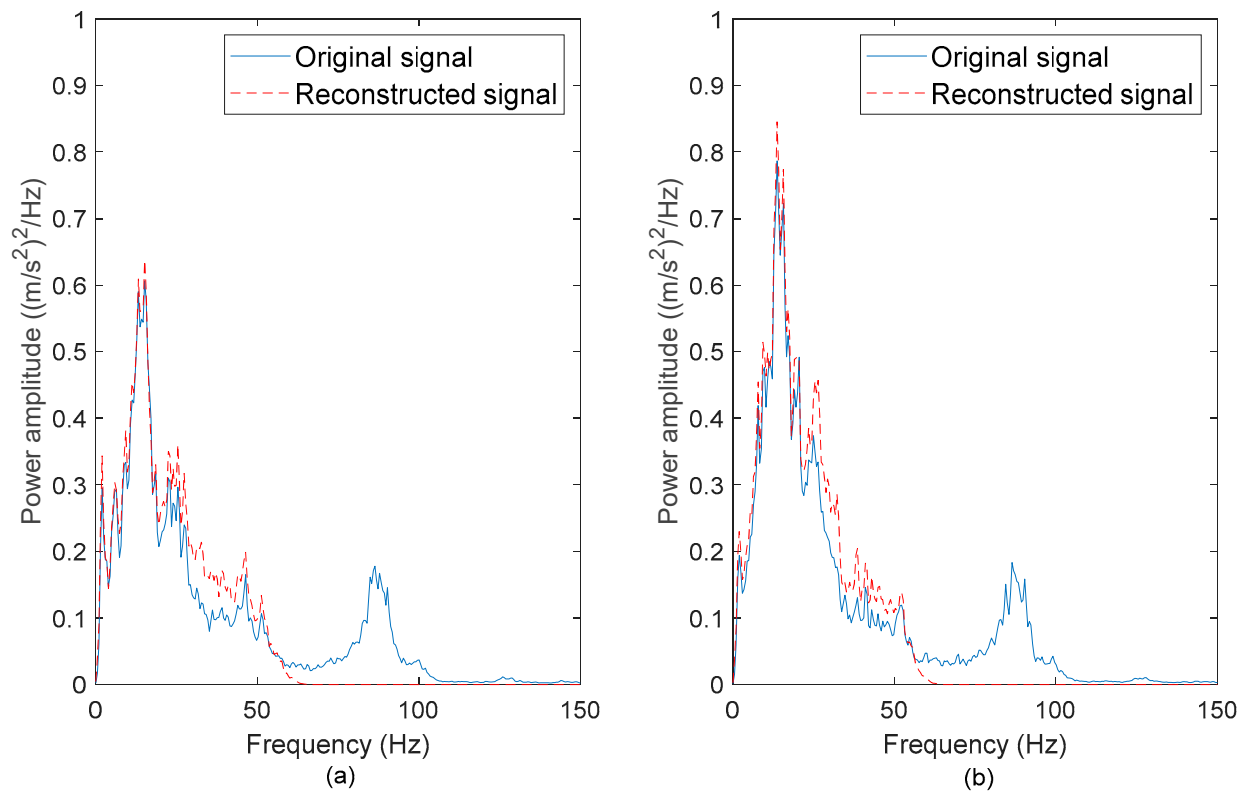 1
0.9
0.8
0.7
0.6
0.5
0.4
0.3
0.2
0.1
0
Power amplitude ((m/s²)²/Hz)
Original signal
Reconstructed signal
0 50 100 150
Frequency (Hz)
(a)
1
0.9
0.8
0.7
0.6
0.5
0.4
0.3
0.2
0.1
0
Power amplitude ((m/s²)²/Hz)
Original signal
Reconstructed signal
0 50 100 150
Frequency (Hz)
(b)